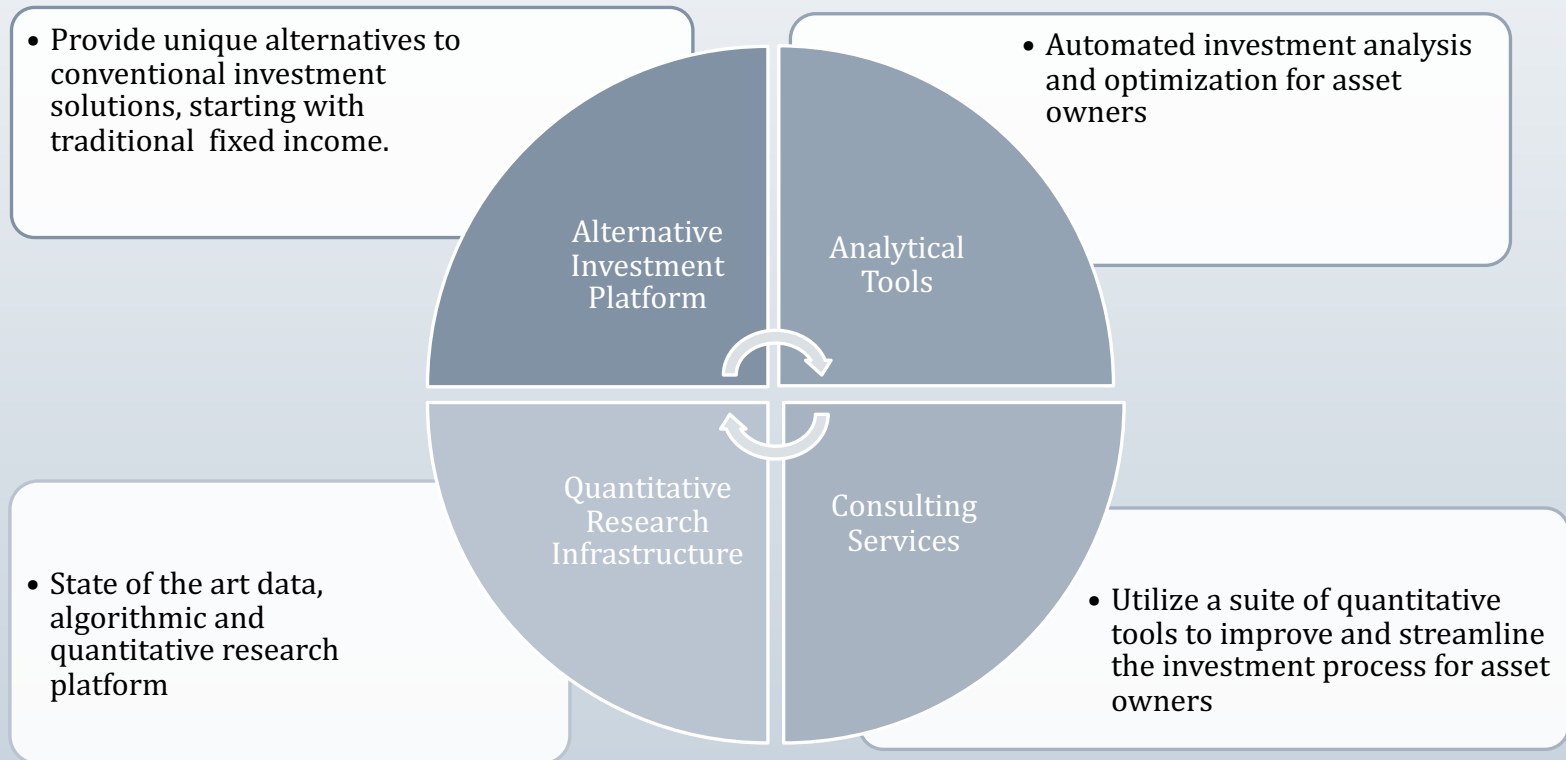 • Provide unique alternatives to
conventional investment
solutions, starting with
traditional  fixed income.
• Automated investment analysis
and optimization for asset
owners
Alternative
Investment
Platform
Analytical
Tools
Quantitative
Research
Infrastructure
Consulting
Services
• State of the art data,
algorithmic and
quantitative research
platform
• Utilize a suite of quantitative
tools to improve and streamline
the investment process for asset
owners